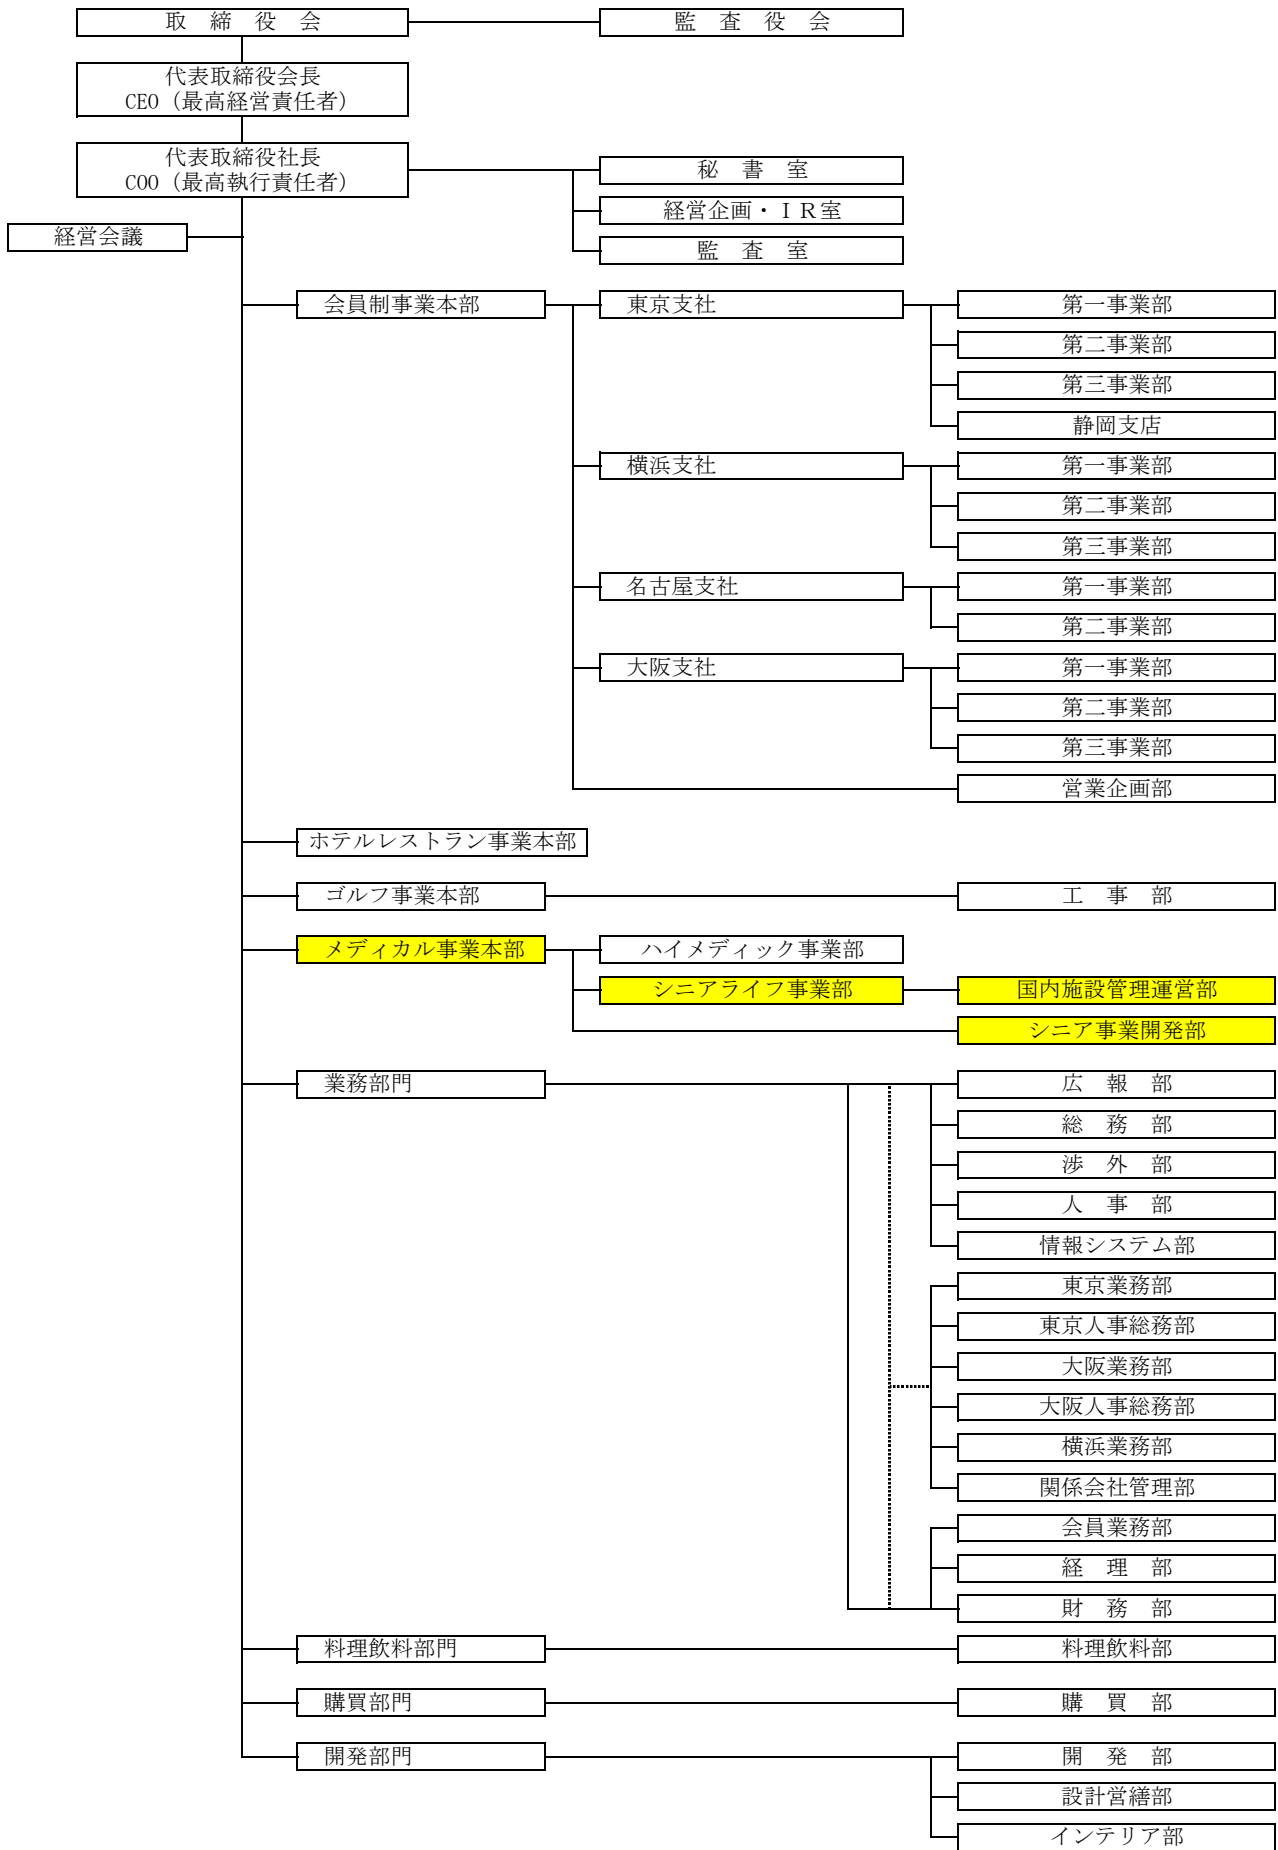 取　締　役　会
監　査　役　会
代表取締役会長
CEO（最高経営責任者）
代表取締役社長
COO（最高執行責任者）
秘　書　室
経営企画・ＩＲ室
経営会議
監　査　室
会員制事業本部
東京支社
第一事業部
第二事業部
第三事業部
静岡支店
横浜支社
第一事業部
第二事業部
第三事業部
名古屋支社
第一事業部
第二事業部
大阪支社
第一事業部
第二事業部
第三事業部
営業企画部
ホテルレストラン事業本部
ゴルフ事業本部
工　事　部
メディカル事業本部
ハイメディック事業部
シニアライフ事業部
国内施設管理運営部
シニア事業開発部
業務部門
広　報　部
総　務　部
渉　外　部
人　事　部
情報システム部
東京業務部
東京人事総務部
大阪業務部
大阪人事総務部
横浜業務部
関係会社管理部
会員業務部
経　理　部
財　務　部
料理飲料部門
料理飲料部
購買部門
購　買　部
開発部門
開　発　部
設計営繕部
インテリア部